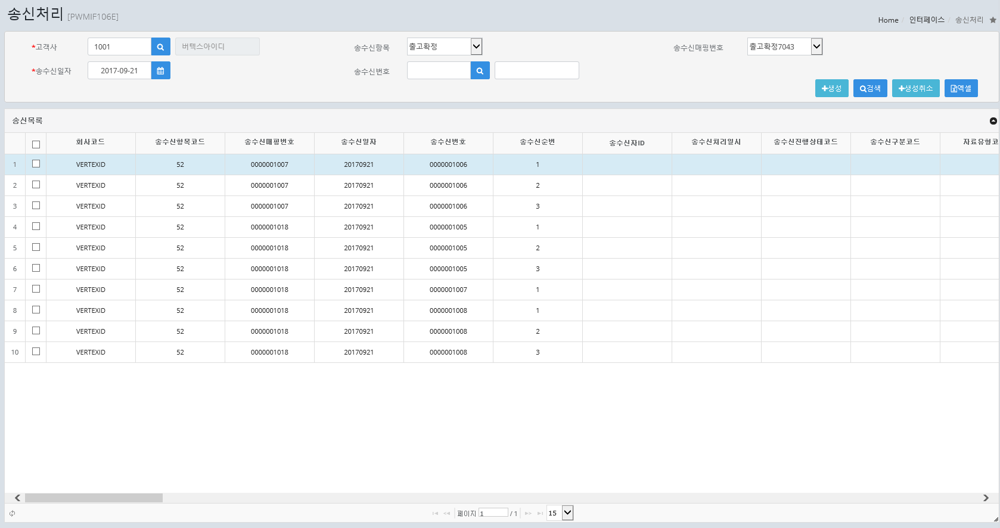 송신처리 [PWMIF106E]
Home / 인터페이스 / 송신처리
*고객사 1001 버텍스아이디 송수신항목 출고확정 송수신매핑번호 출고확정7043
*송수신일자 2017-09-21 송수신번호
생성 검색 생성취소 엑셀
송신목록
회사코드 송수신항목코드 송수신매핑번호 송수신일자 송수신번호 송수신순번 송수신자ID 송수신처리일시 송수신진행상태코드 송수신구분코드 자료유형코
1 VERTEXID 52 0000001007 20170921 0000001006 1
2 VERTEXID 52 0000001007 20170921 0000001006 2
3 VERTEXID 52 0000001007 20170921 0000001006 3
4 VERTEXID 52 0000001018 20170921 0000001005 1
5 VERTEXID 52 0000001018 20170921 0000001005 2
6 VERTEXID 52 0000001018 20170921 0000001005 3
7 VERTEXID 52 0000001018 20170921 0000001007 1
8 VERTEXID 52 0000001018 20170921 0000001008 1
9 VERTEXID 52 0000001018 20170921 0000001008 2
10 VERTEXID 52 0000001018 20170921 0000001008 3
페이지 1 / 1 15